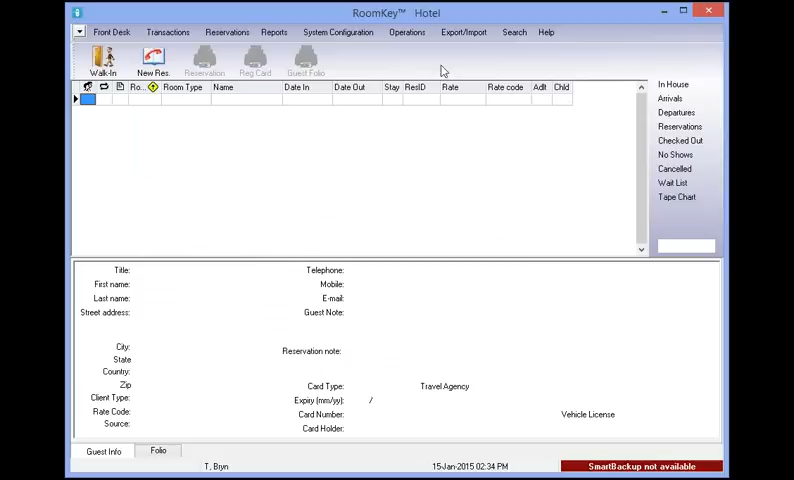 RoomKey™ Hotel
Front Desk Transactions Reservations Reports System Configuration Operations Export/Import Search Help
Walk-In New Res. Reservation Reg Card Guest Folio
Ro... Room Type Name Date In Date Out Stay ResID Rate Rate code Adlt Chld
In House
Arrivals
Departures
Reservations
Checked Out
No Shows
Cancelled
Wait List
Tape Chart
Title: Telephone:
First name: Mobile:
Last name: E-mail:
Street address: Guest Note:
City: Reservation note:
State
Country:
Zip Card Type: Travel Agency
Client Type: Expiry (mm/yy): /
Rate Code: Card Number: Vehicle License
Source: Card Holder:
Guest Info Folio
T, Bryn 15-Jan-2015 02:34 PM SmartBackup not available